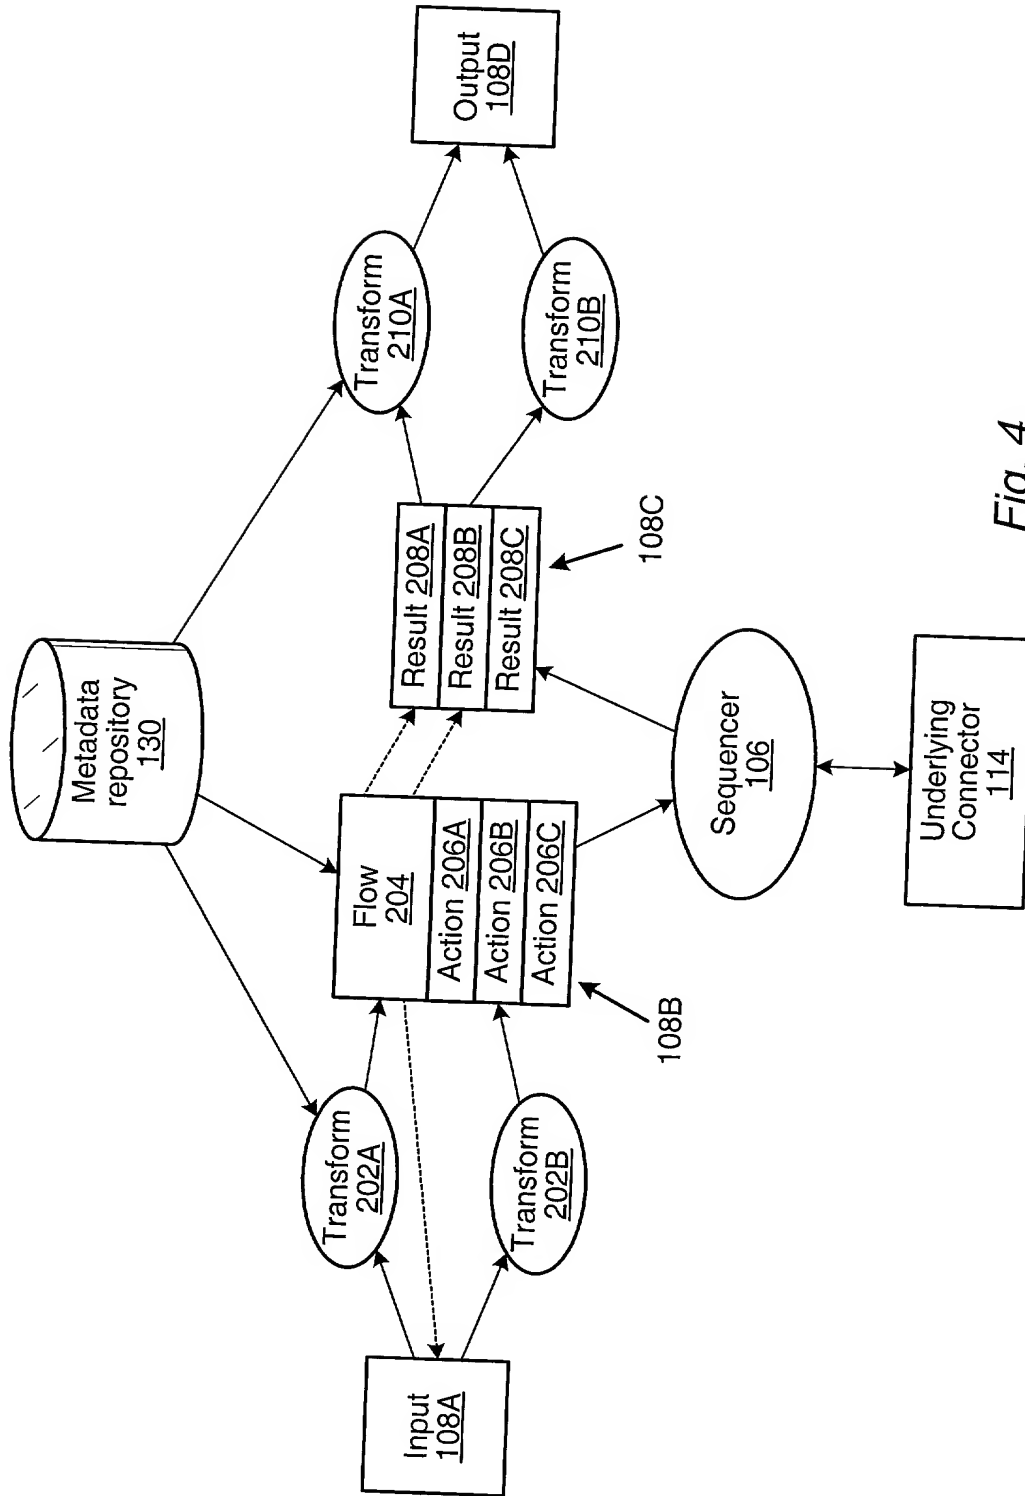 Metadata
repository
130
Input
108A
Transform
202A
Transform
202B
Flow
204
Action 206A
Action 206B
Action 206C
108B
Result 208A
Result 208B
Result 208C
108C
Transform
210A
Transform
210B
Output
108D
Sequencer
106
Underlying
Connector
114
Fig. 4